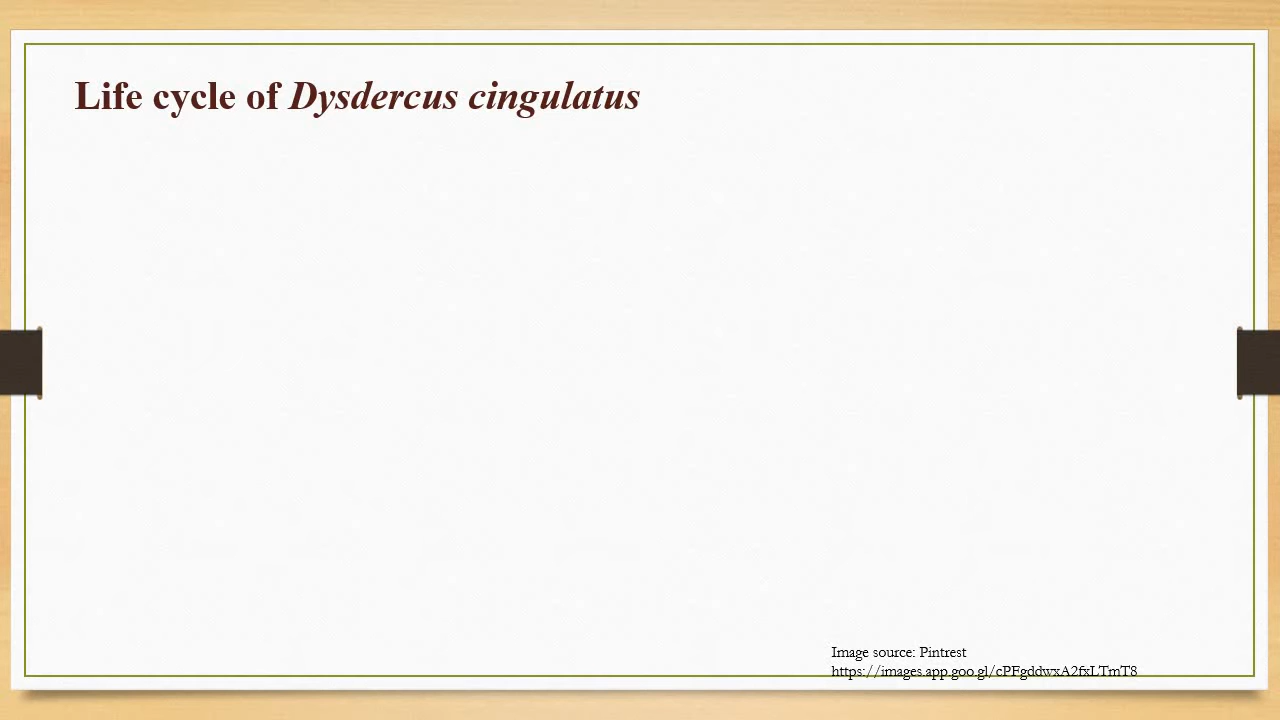 Life cycle of Dysdercus cingulatus
Image source: Pintrest
https://images.app.goo.gl/cPFgddwxA2fxLTmT8